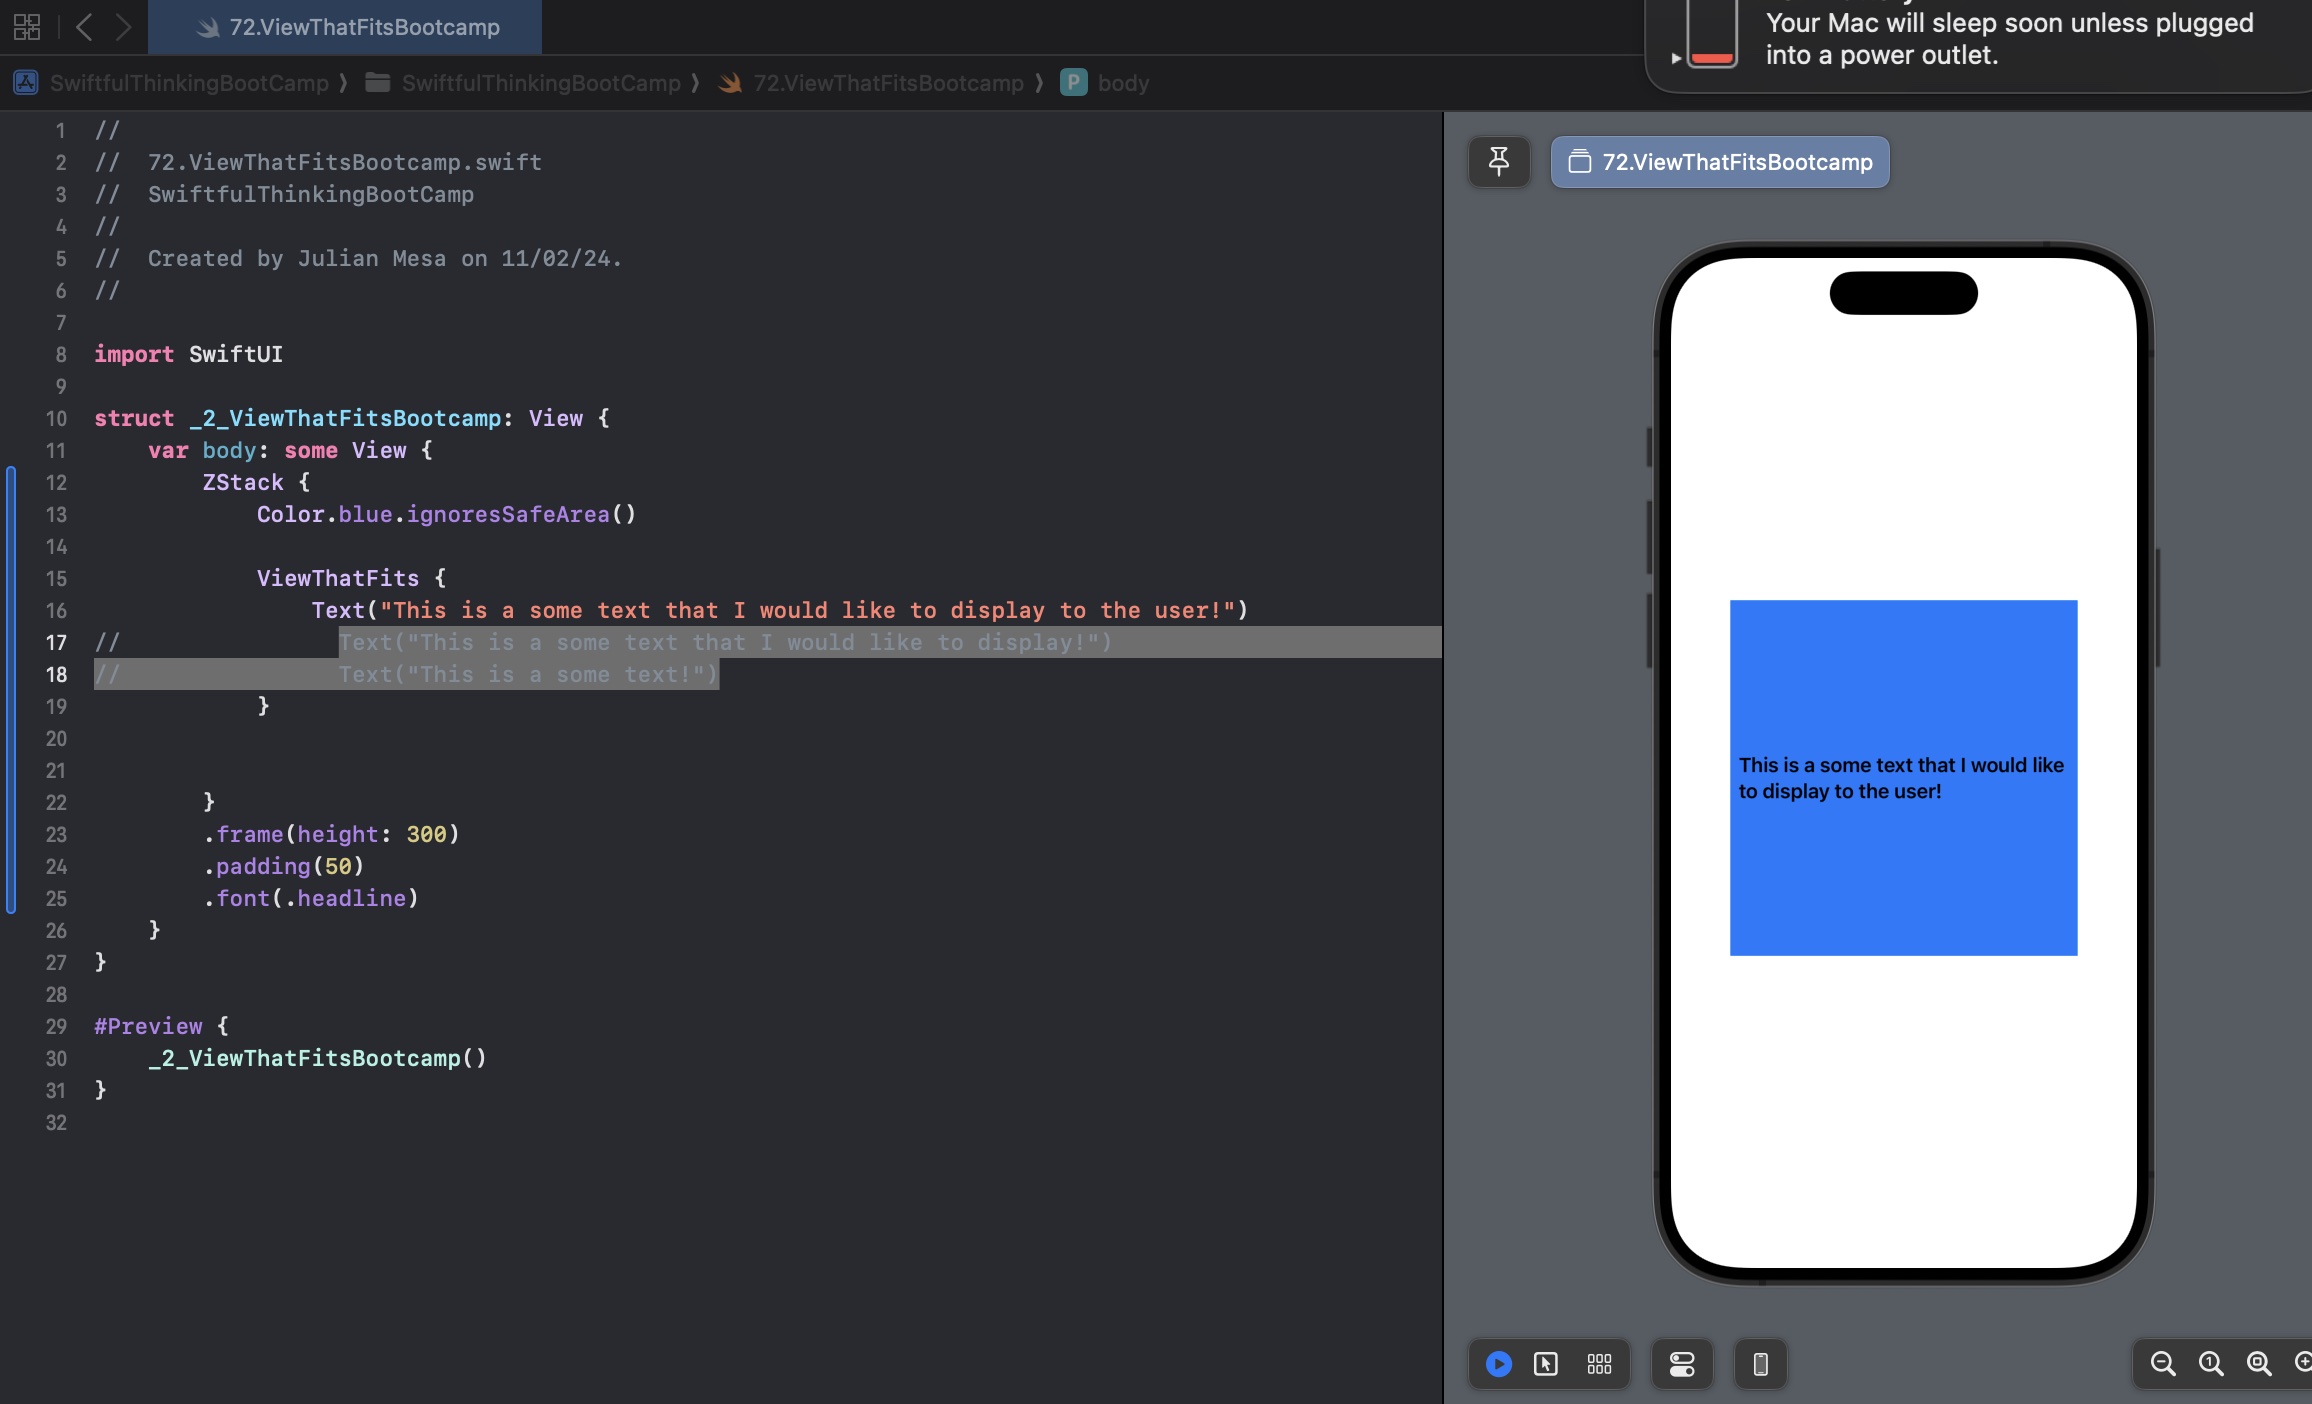 72.ViewThatFitsBootcamp
Your Mac will sleep soon unless plugged
into a power outlet.
SwiftfulThinkingBootCamp ⟩ SwiftfulThinkingBootCamp ⟩ 72.ViewThatFitsBootcamp ⟩ P body
1 //
2 //  72.ViewThatFitsBootcamp.swift
3 //  SwiftfulThinkingBootCamp
4 //
5 //  Created by Julian Mesa on 11/02/24.
6 //
7
8 import SwiftUI
9
10 struct _2_ViewThatFitsBootcamp: View {
11     var body: some View {
12         ZStack {
13             Color.blue.ignoresSafeArea()
14
15             ViewThatFits {
16                 Text("This is a some text that I would like to display to the user!")
17 //                Text("This is a some text that I would like to display!")
18 //                Text("This is a some text!")
19             }
20
21
22         }
23         .frame(height: 300)
24         .padding(50)
25         .font(.headline)
26     }
27 }
28
29 #Preview {
30     _2_ViewThatFitsBootcamp()
31 }
32
72.ViewThatFitsBootcamp
This is a some text that I would like
to display to the user!